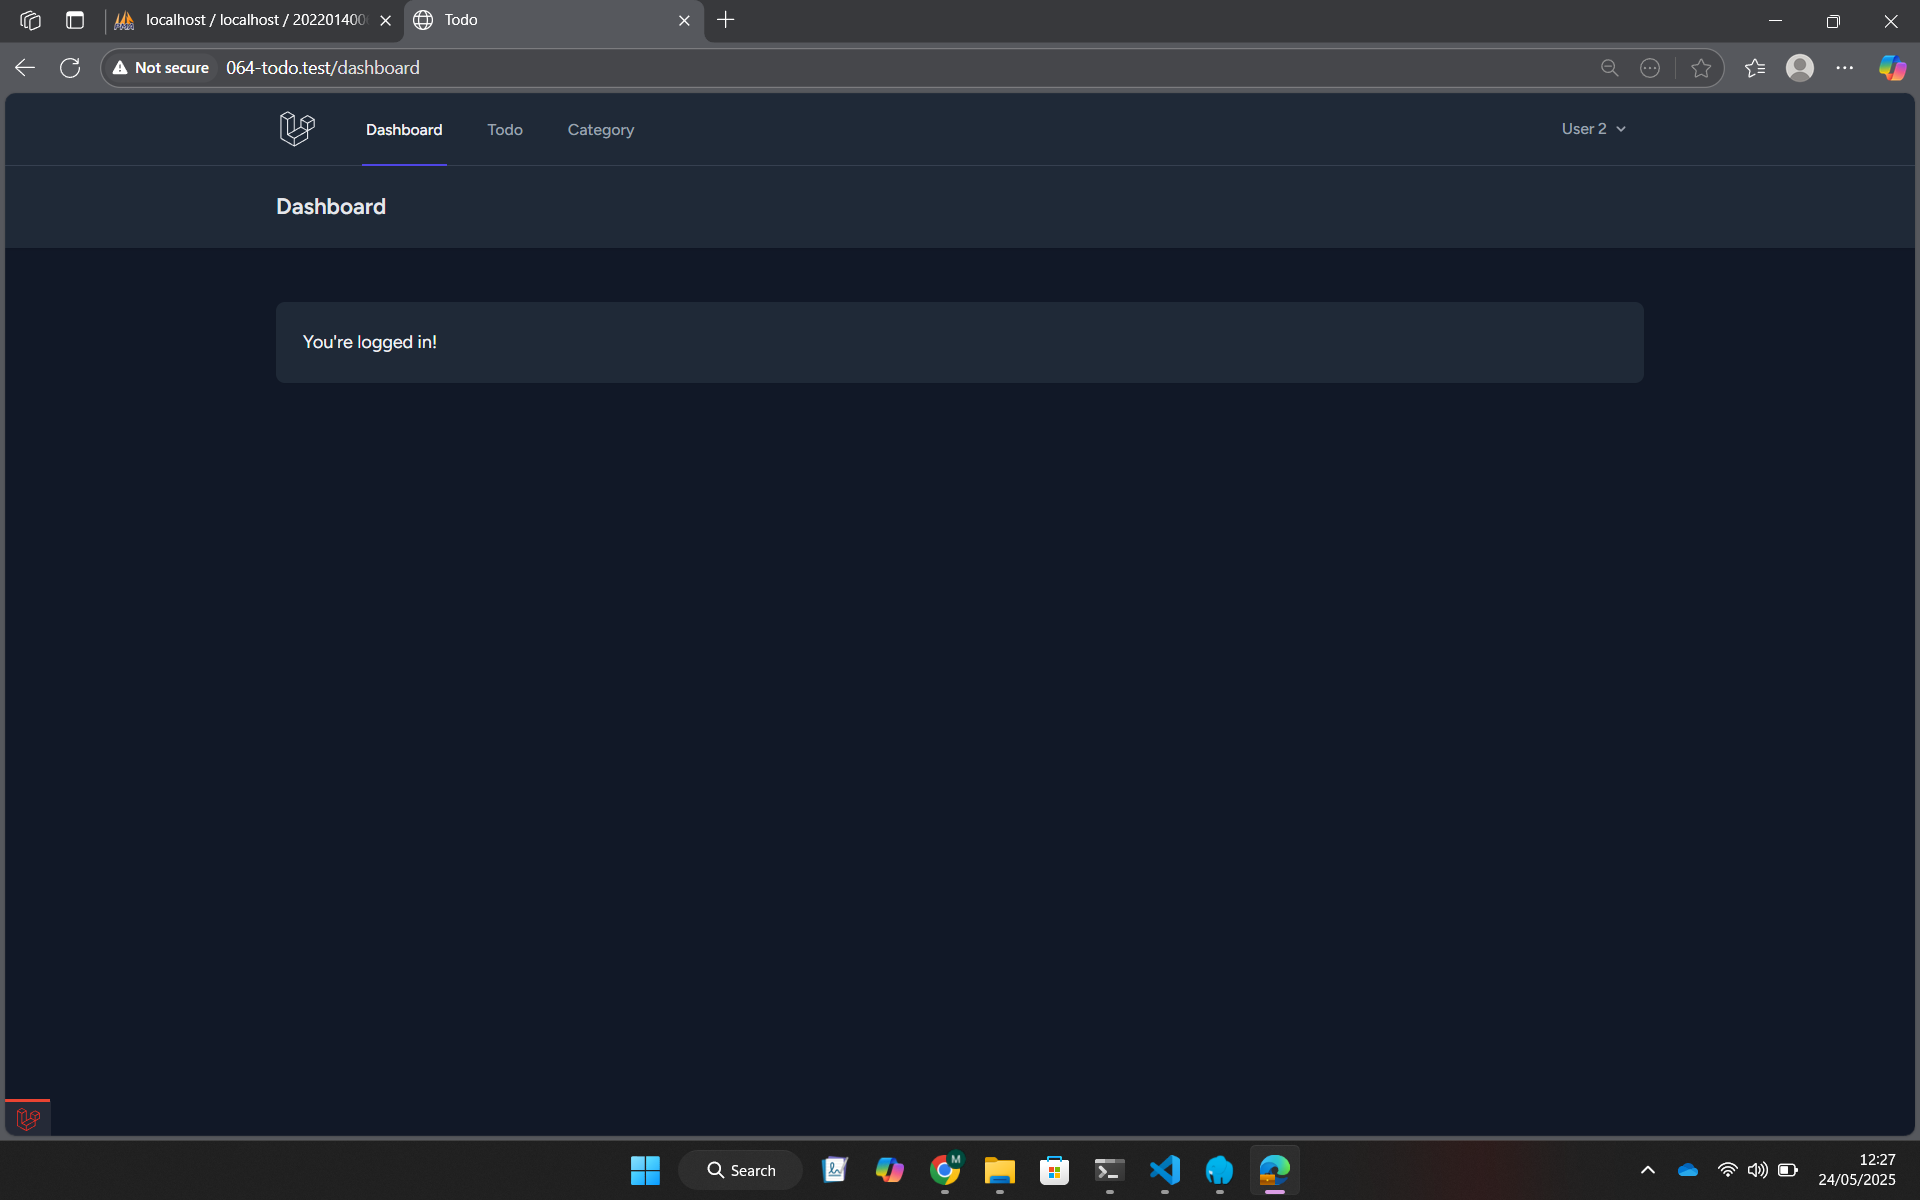 localhost / localhost / 202201400
Todo
Not secure
064-todo.test/dashboard
Dashboard
Todo
Category
User 2
Dashboard
You're logged in!
Search
M
12:27
24/05/2025